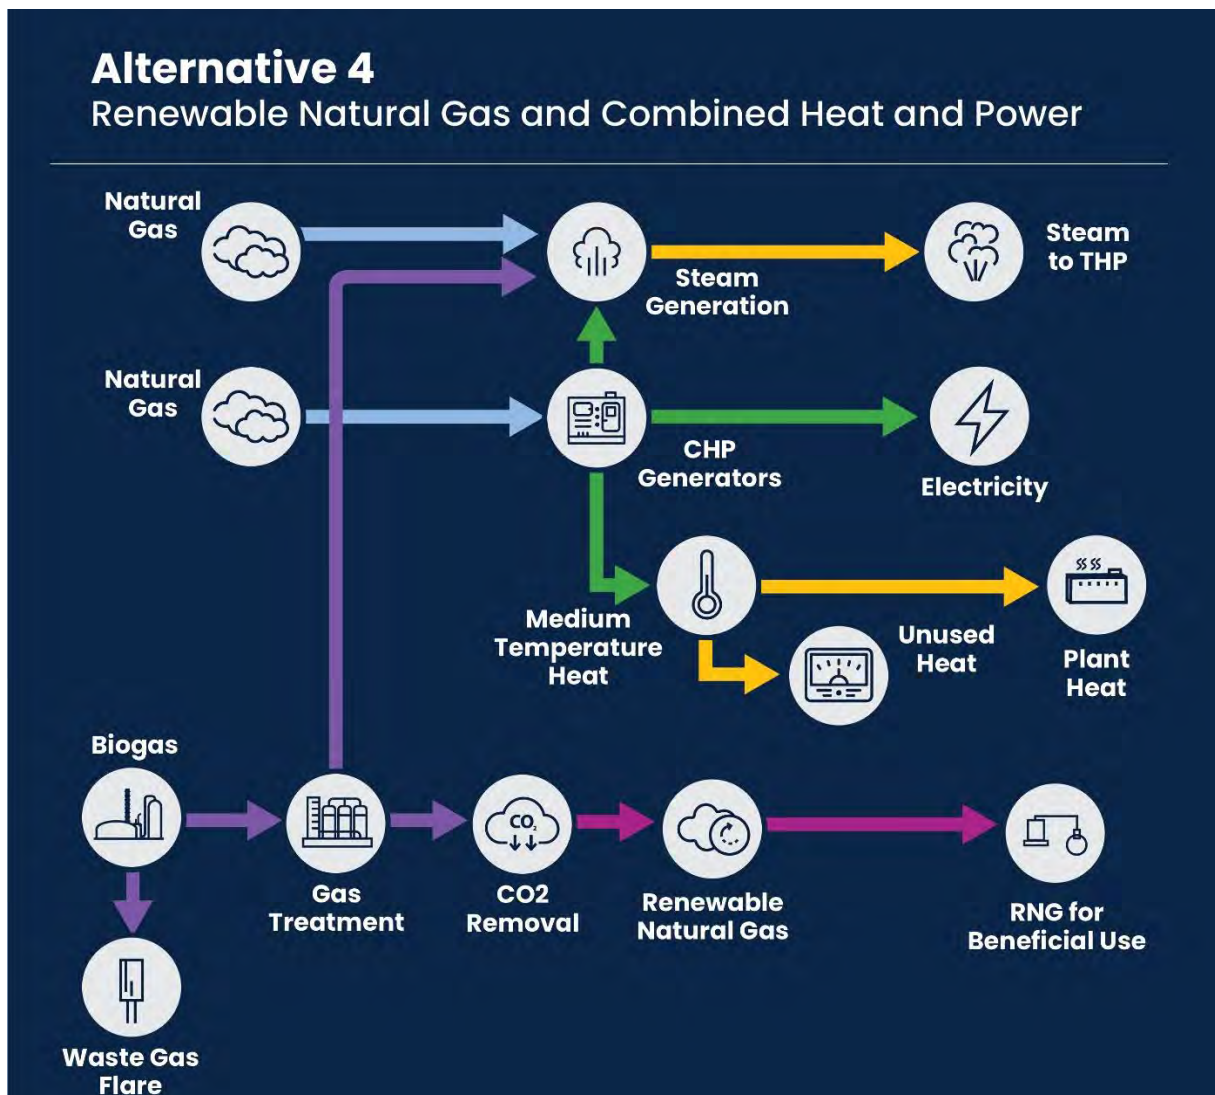 Alternative 4
Renewable Natural Gas and Combined Heat and Power
Natural
Gas
Steam
Generation
Steam
to THP
Natural
Gas
CHP
Generators
Electricity
Medium
Temperature
Heat
Unused
Heat
Plant
Heat
Biogas
Gas
Treatment
CO2
CO2
Removal
Renewable
Natural Gas
RNG for
Beneficial Use
Waste Gas
Flare